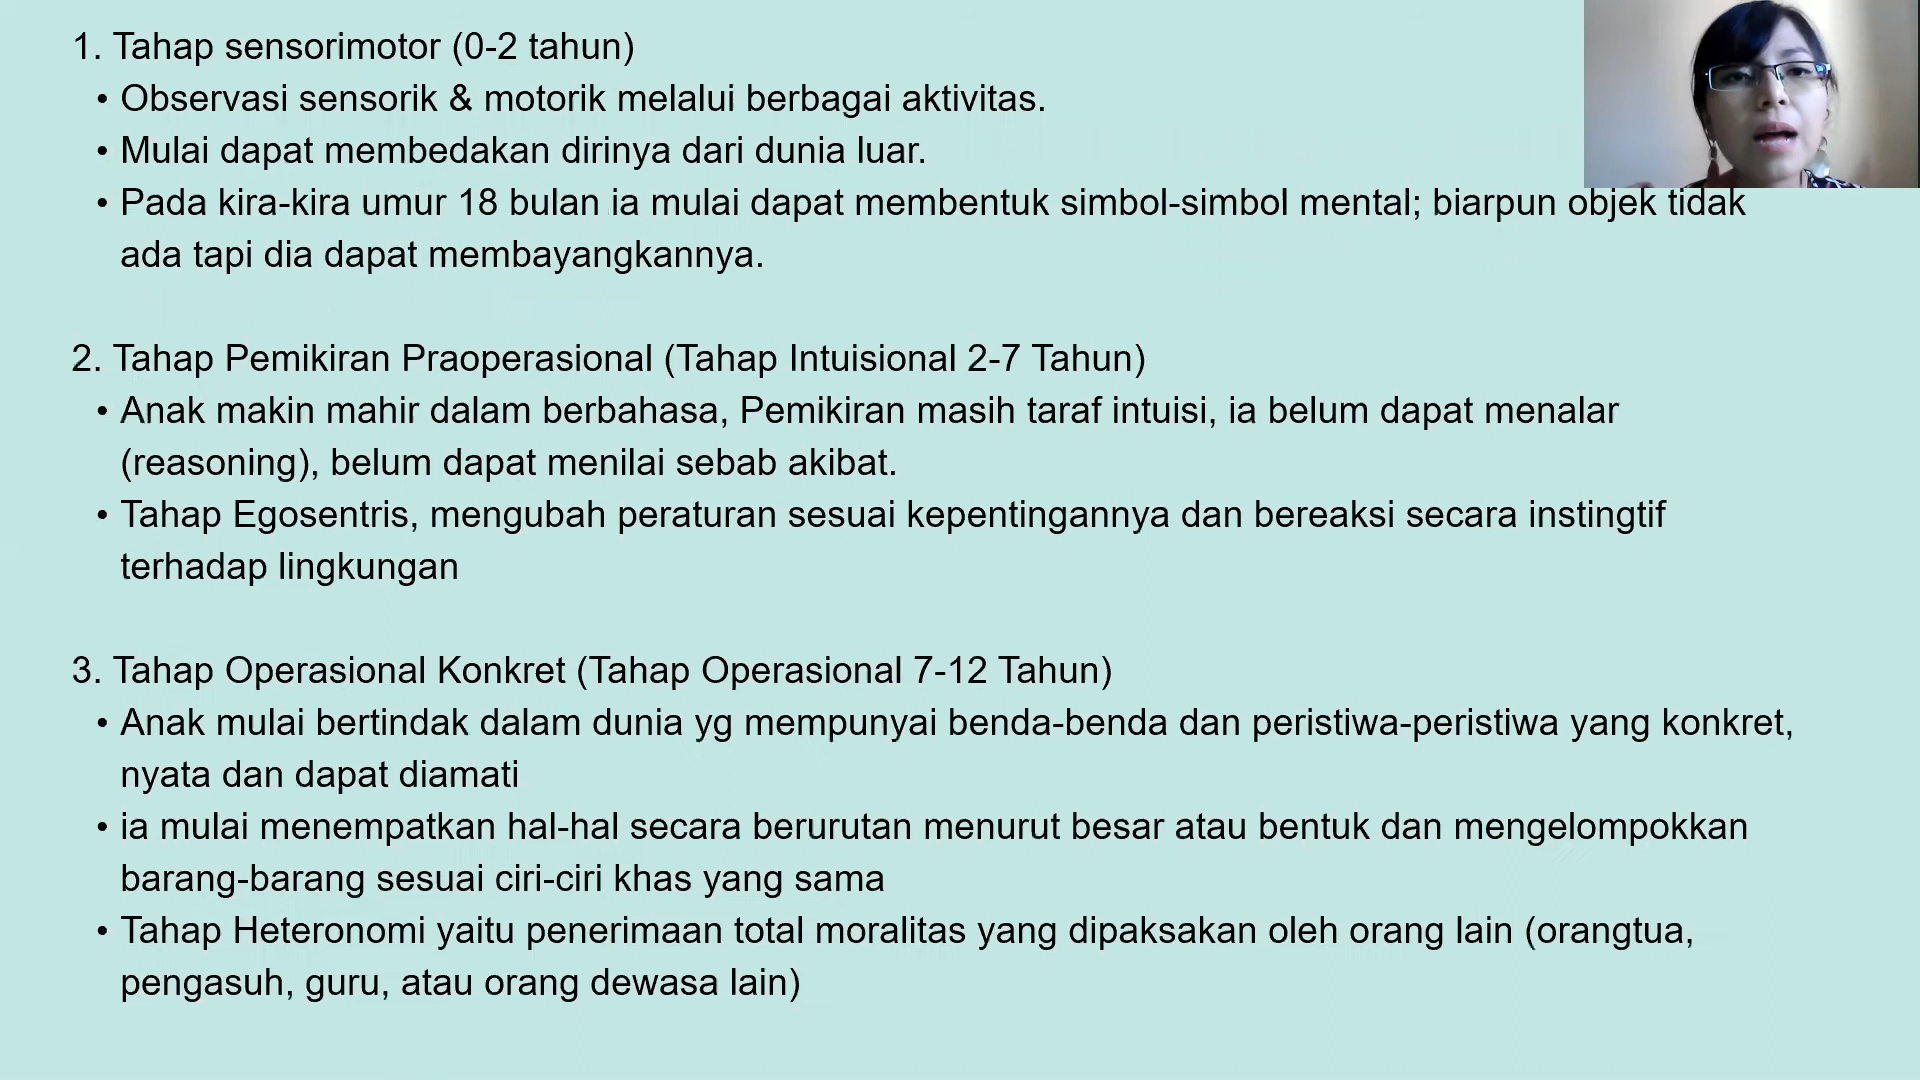 1. Tahap sensorimotor (0-2 tahun)
• Observasi sensorik & motorik melalui berbagai aktivitas.
• Mulai dapat membedakan dirinya dari dunia luar.
• Pada kira-kira umur 18 bulan ia mulai dapat membentuk simbol-simbol mental; biarpun objek tidak
ada tapi dia dapat membayangkannya.
2. Tahap Pemikiran Praoperasional (Tahap Intuisional 2-7 Tahun)
• Anak makin mahir dalam berbahasa, Pemikiran masih taraf intuisi, ia belum dapat menalar
(reasoning), belum dapat menilai sebab akibat.
• Tahap Egosentris, mengubah peraturan sesuai kepentingannya dan bereaksi secara instingtif
terhadap lingkungan
3. Tahap Operasional Konkret (Tahap Operasional 7-12 Tahun)
• Anak mulai bertindak dalam dunia yg mempunyai benda-benda dan peristiwa-peristiwa yang konkret,
nyata dan dapat diamati
• ia mulai menempatkan hal-hal secara berurutan menurut besar atau bentuk dan mengelompokkan
barang-barang sesuai ciri-ciri khas yang sama
• Tahap Heteronomi yaitu penerimaan total moralitas yang dipaksakan oleh orang lain (orangtua,
pengasuh, guru, atau orang dewasa lain)